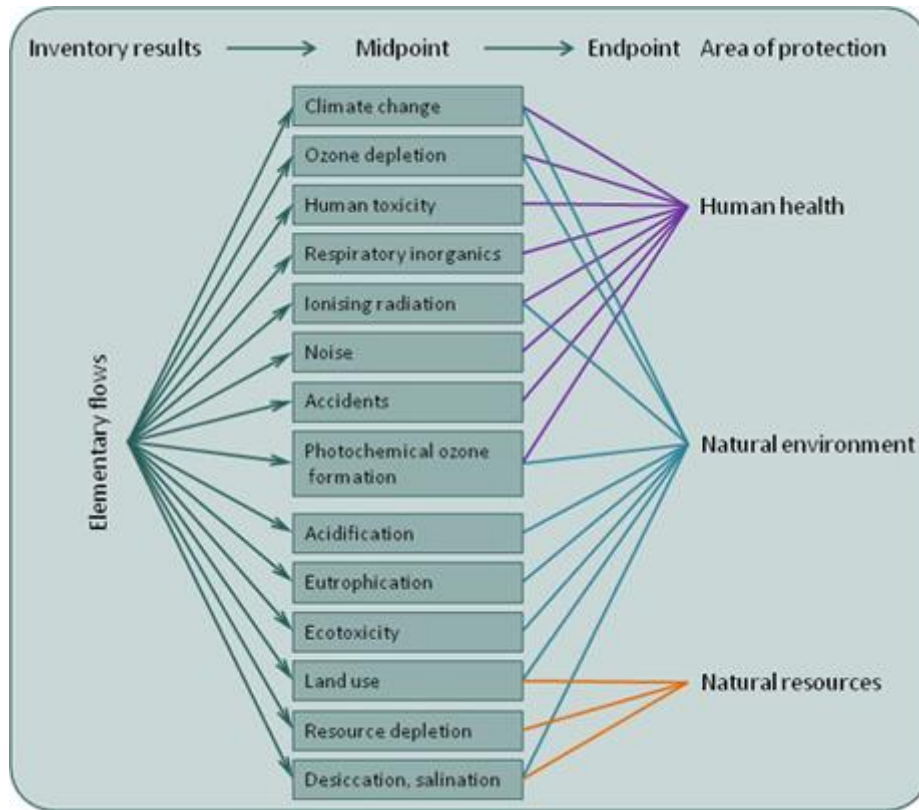 Inventory results
Midpoint
Endpoint
Area of protection
Elementary flows
Climate change
Ozone depletion
Human toxicity
Respiratory inorganics
Ionising radiation
Noise
Accidents
Photochemical ozone
formation
Acidification
Eutrophication
Ecotoxicity
Land use
Resource depletion
Desiccation, salination
Human health
Natural environment
Natural resources